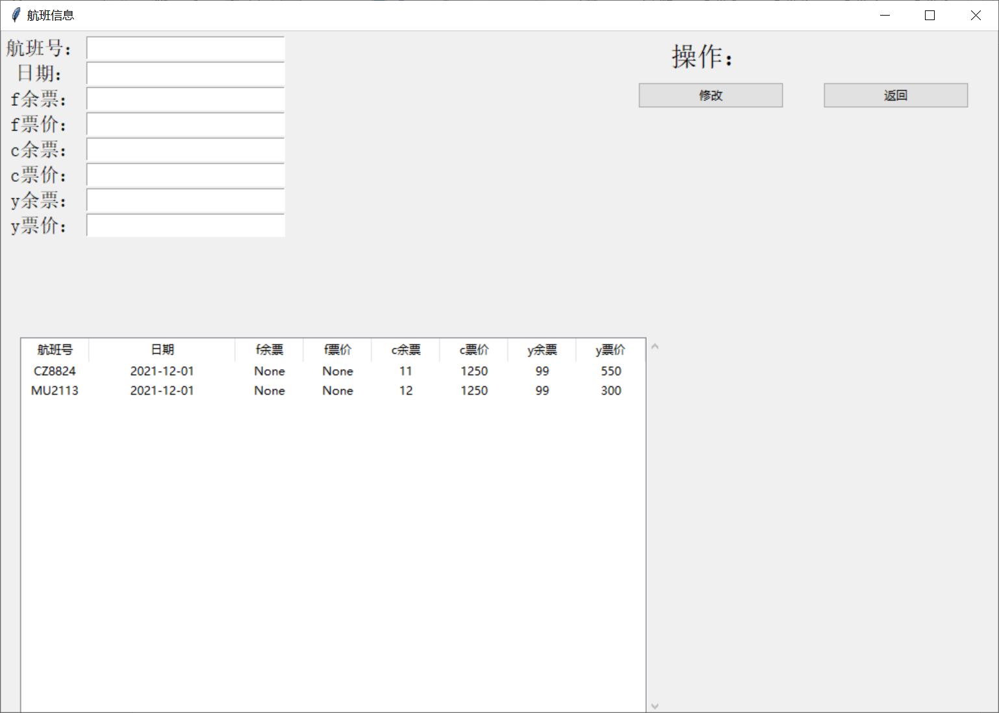 航班信息
航班号：
日期：
f余票：
f票价：
c余票：
c票价：
y余票：
y票价：
操作：
修改 返回
航班号 日期 f余票 f票价 c余票 c票价 y余票 y票价
CZ8824 2021-12-01 None None 11 1250 99 550
MU2113 2021-12-01 None None 12 1250 99 300